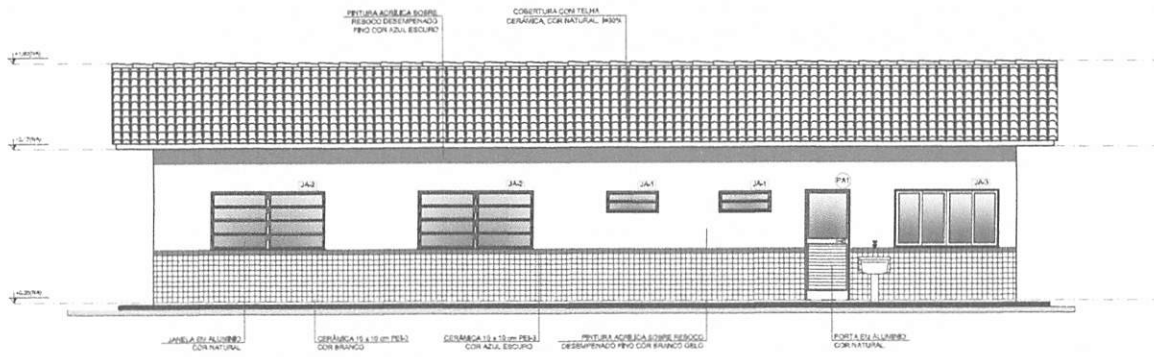 PINTURA ACRÍLICA SOBRE
REBOCO DESEMPENADO
FINO COR AZUL ESCURO
COBERTURA COM TELHA
CERÂMICA, COR NATURAL, I=30%
JA-2
JA-2
JA-1
JA-1
PA1
JA-3
JANELA EM ALUMÍNIO
COR NATURAL
CERÂMICA 10 x 10 cm PEI-3
COR BRANCO
CERÂMICA 10 x 10 cm PEI-3
COR AZUL ESCURO
PINTURA ACRÍLICA SOBRE REBOCO
DESEMPENADO FINO COR BRANCO GELO
PORTA EM ALUMÍNIO
COR NATURAL